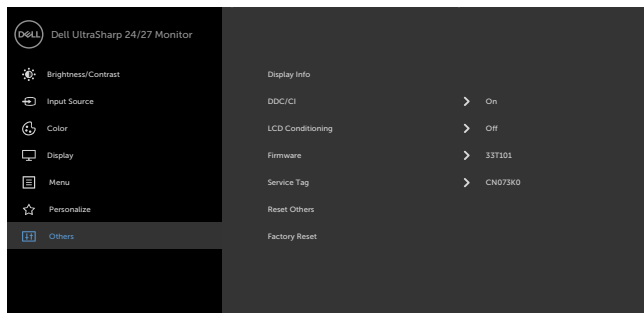 DELL
Dell UltraSharp 24/27 Monitor
Brightness/Contrast
Input Source
Color
Display
Menu
Personalize
Others
Display Info
DDC/CI On
LCD Conditioning Off
Firmware 33T101
Service Tag CN073K0
Reset Others
Factory Reset